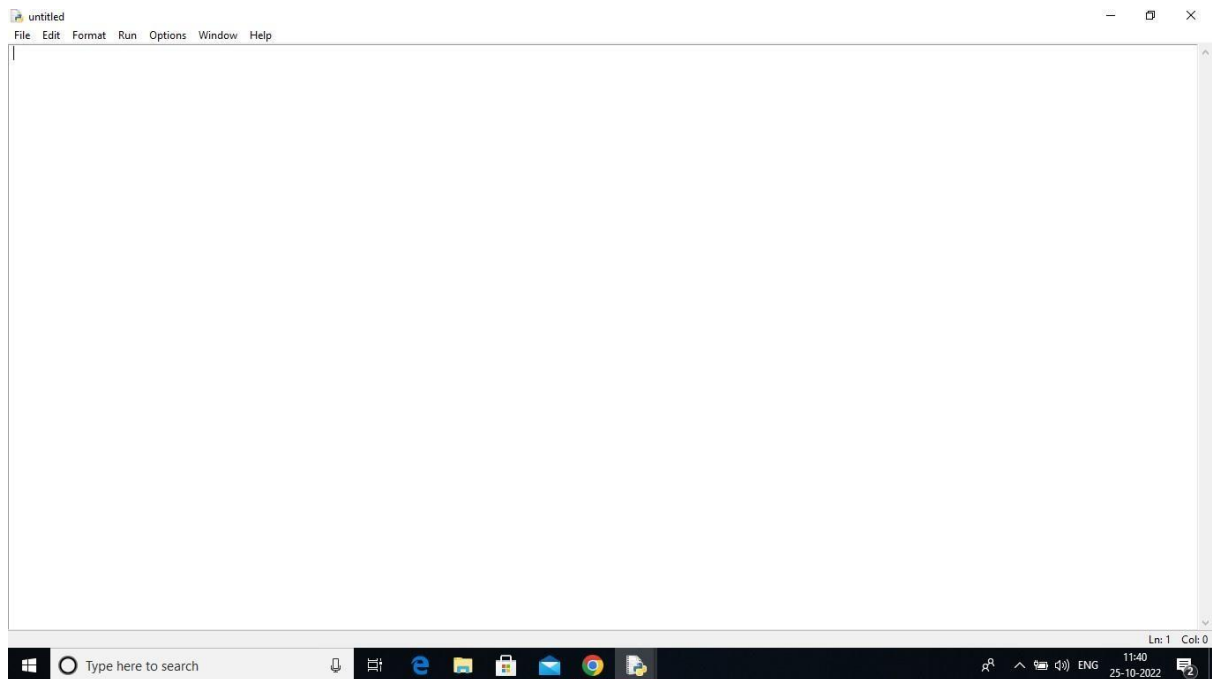 untitled
File Edit Format Run Options Window Help
Ln: 1 Col: 0
Type here to search
ENG
11:40
25-10-2022
2